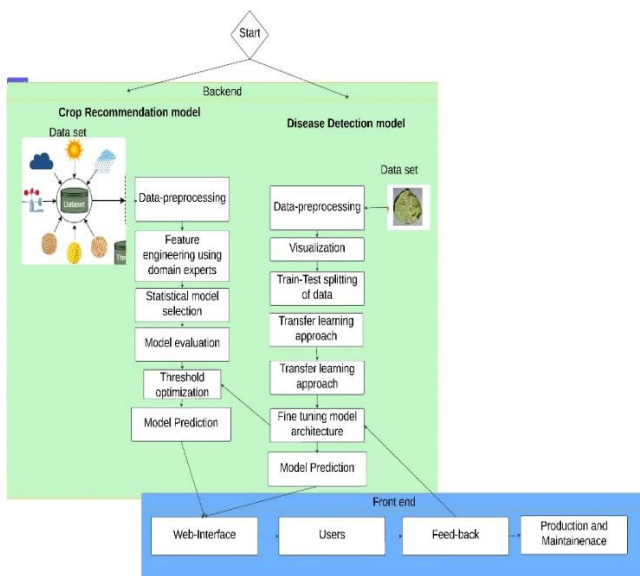 Start
Backend
Crop Recommendation model
Data set
Dataset
Data-preprocessing
Feature
engineering using
domain experts
Statistical model
selection
Model evaluation
Threshold
optimization
Model Prediction
Disease Detection model
Data set
Data-preprocessing
Visualization
Train-Test splitting
of data
Transfer learning
approach
Transfer learning
approach
Fine tuning model
architecture
Model Prediction
Front end
Web-Interface
Users
Feed-back
Production and
Maintainenace